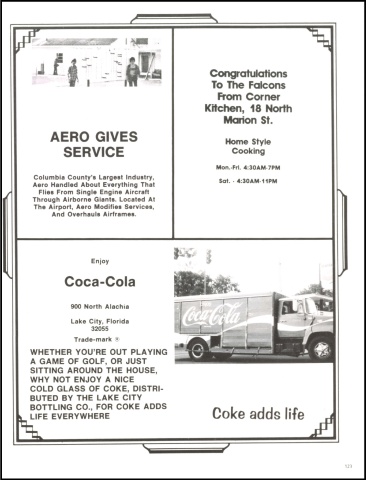 AERO GIVES
SERVICE
Columbia County's Largest Industry,
Aero Handled About Everything That
Flies From Single Engine Aircraft
Through Airborne Giants. Located At
The Airport, Aero Modifies Services,
And Overhauls Airframes.
Congratulations
To The Falcons
From Corner
Kitchen, 18 North
Marion St.
Home Style
Cooking
Mon.-Fri. 4:30AM-7PM
Sat. - 4:30AM-11PM
Enjoy
Coca-Cola
900 North Alachia
Lake City, Florida
32055
Trade-mark ®
WHETHER YOU'RE OUT PLAYING
A GAME OF GOLF, OR JUST
SITTING AROUND THE HOUSE,
WHY NOT ENJOY A NICE
COLD GLASS OF COKE, DISTRI-
BUTED BY THE LAKE CITY
BOTTLING CO., FOR COKE ADDS
LIFE EVERYWHERE
Coca-Cola
Coke adds life
121